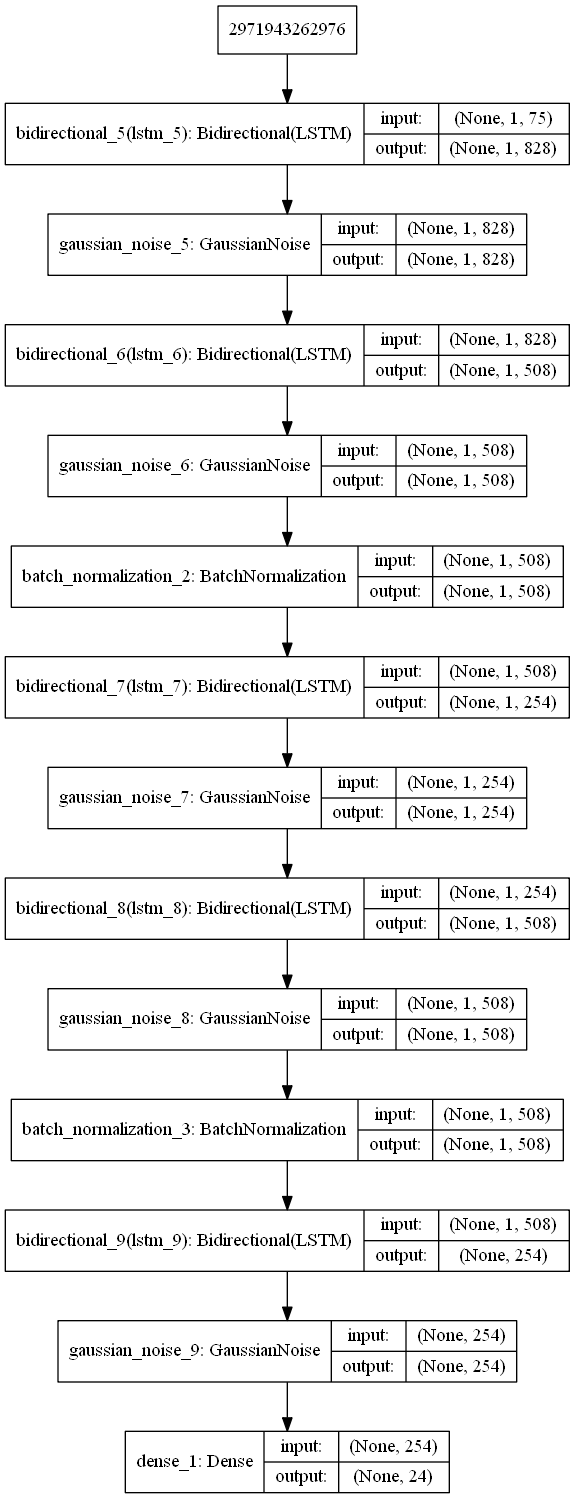 2971943262976
bidirectional_5(lstm_5): Bidirectional(LSTM)
input: (None, 1, 75)
output: (None, 1, 828)
gaussian_noise_5: GaussianNoise
input: (None, 1, 828)
output: (None, 1, 828)
bidirectional_6(lstm_6): Bidirectional(LSTM)
input: (None, 1, 828)
output: (None, 1, 508)
gaussian_noise_6: GaussianNoise
input: (None, 1, 508)
output: (None, 1, 508)
batch_normalization_2: BatchNormalization
input: (None, 1, 508)
output: (None, 1, 508)
bidirectional_7(lstm_7): Bidirectional(LSTM)
input: (None, 1, 508)
output: (None, 1, 254)
gaussian_noise_7: GaussianNoise
input: (None, 1, 254)
output: (None, 1, 254)
bidirectional_8(lstm_8): Bidirectional(LSTM)
input: (None, 1, 254)
output: (None, 1, 508)
gaussian_noise_8: GaussianNoise
input: (None, 1, 508)
output: (None, 1, 508)
batch_normalization_3: BatchNormalization
input: (None, 1, 508)
output: (None, 1, 508)
bidirectional_9(lstm_9): Bidirectional(LSTM)
input: (None, 1, 508)
output: (None, 254)
gaussian_noise_9: GaussianNoise
input: (None, 254)
output: (None, 254)
dense_1: Dense
input: (None, 254)
output: (None, 24)